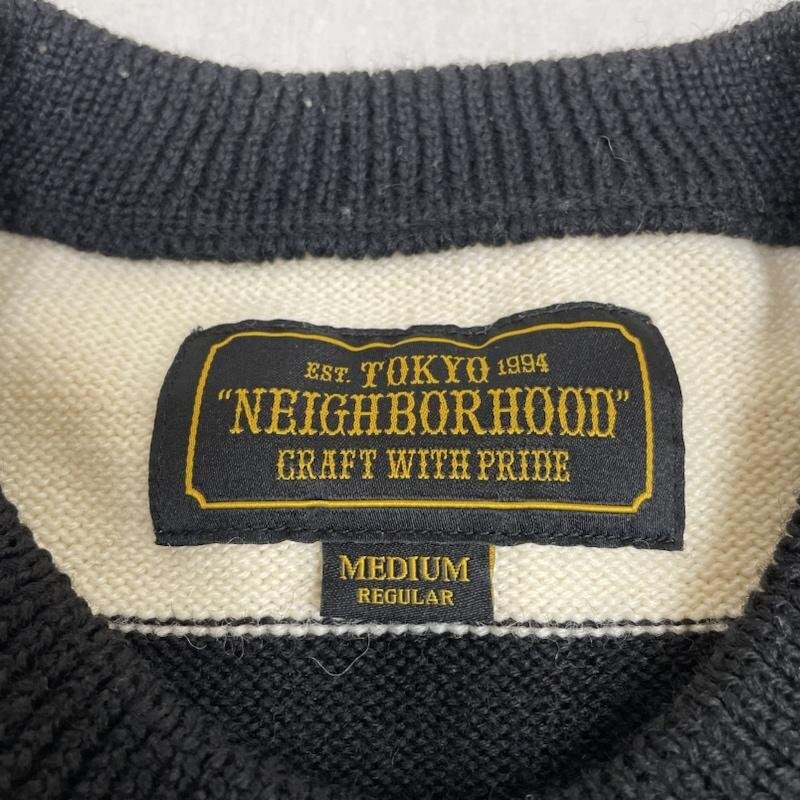 EST. TOKYO 1994
"NEIGHBORHOOD"
CRAFT WITH PRIDE
MEDIUM
REGULAR